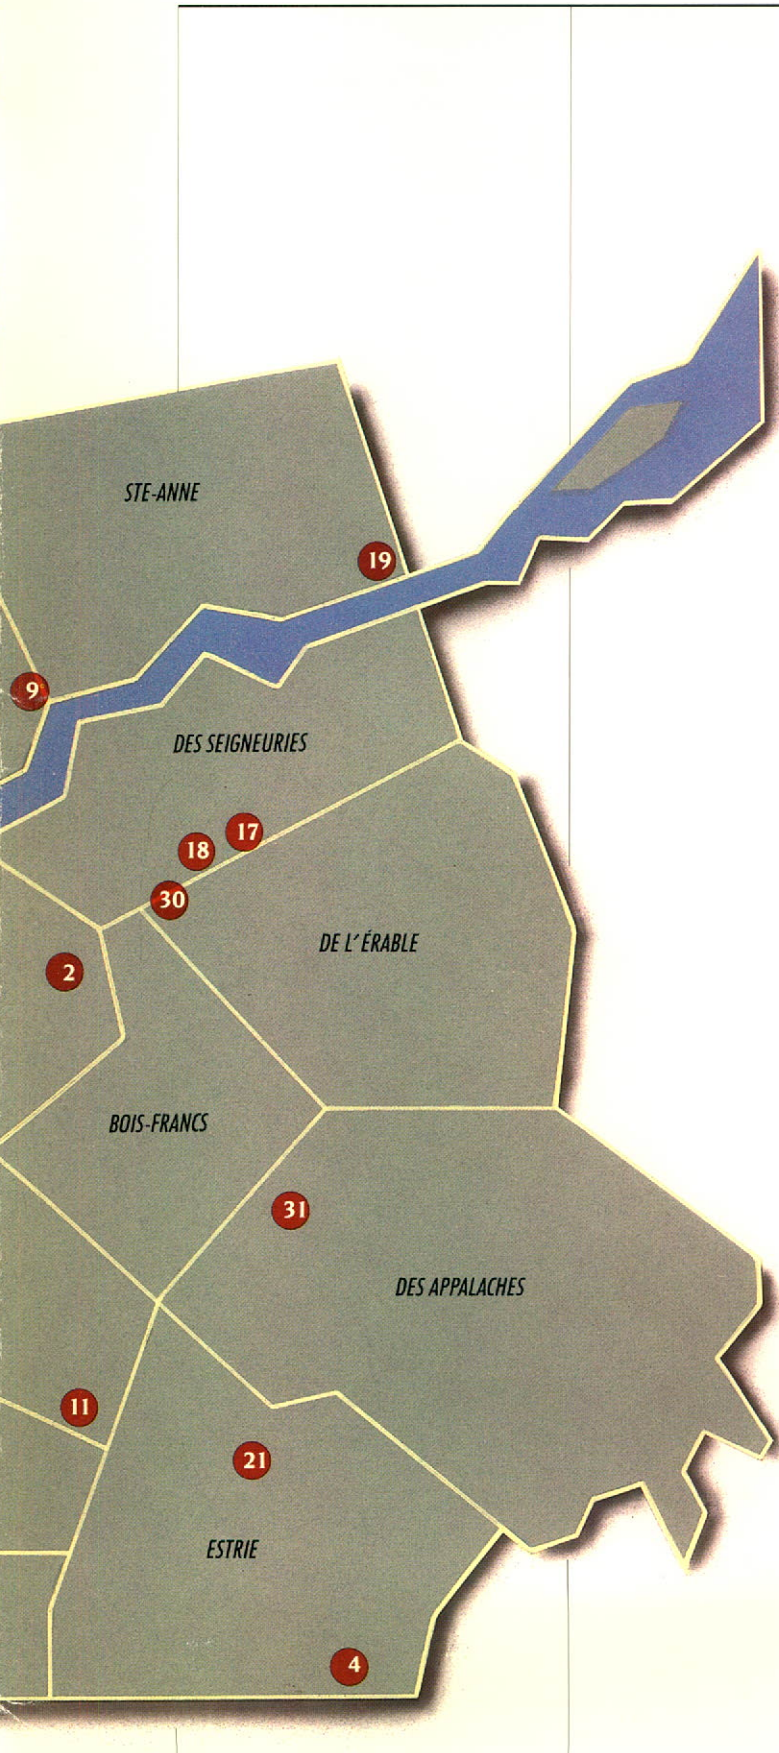 STE-ANNE
19
9
DES SEIGNEURIES
17
18
30
DE L'ÉRABLE
2
BOIS-FRANCS
31
DES APPALACHES
11
21
ESTRIE
4